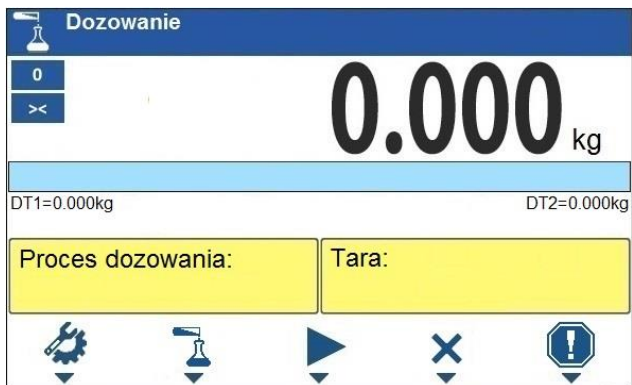 Dozowanie
0
><
0.000 kg
DT1=0.000kg DT2=0.000kg
Proces dozowania: Tara: